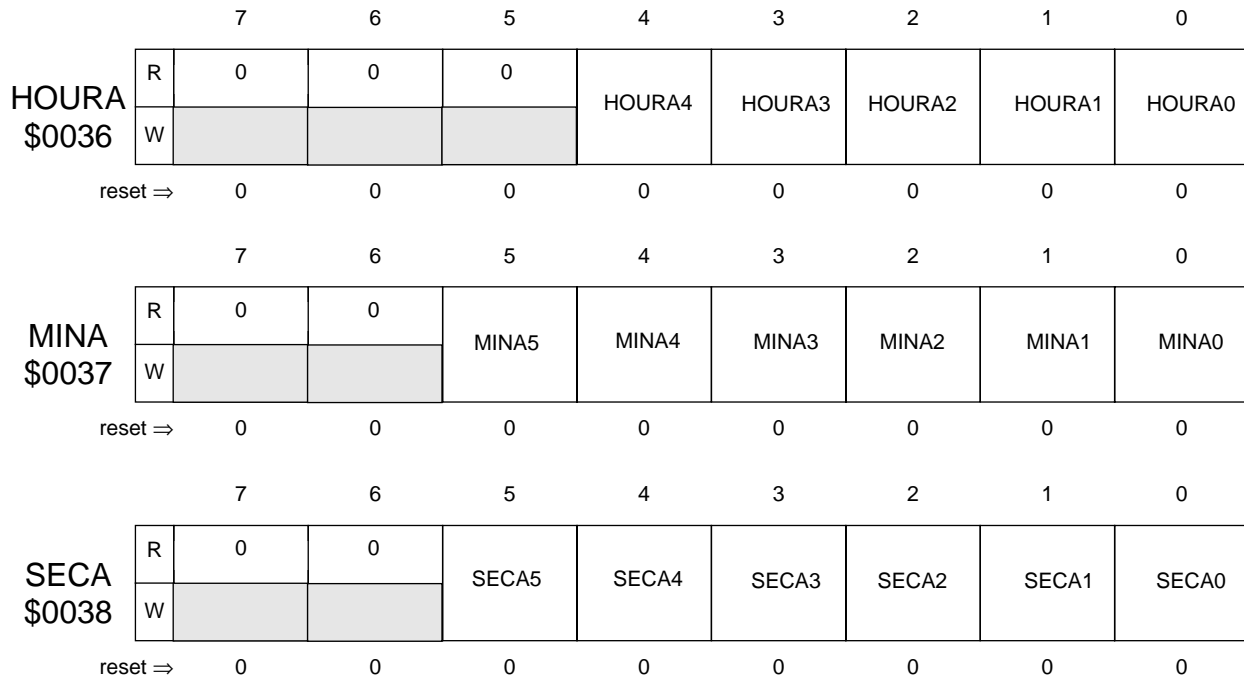 7 6 5 4 3 2 1 0
R 0 0 0
HOURA HOURA4 HOURA3 HOURA2 HOURA1 HOURA0
$0036 W
reset ⇒ 0 0 0 0 0 0 0 0
7 6 5 4 3 2 1 0
R 0 0
MINA MINA5 MINA4 MINA3 MINA2 MINA1 MINA0
$0037 W
reset ⇒ 0 0 0 0 0 0 0 0
7 6 5 4 3 2 1 0
R 0 0
SECA SECA5 SECA4 SECA3 SECA2 SECA1 SECA0
$0038 W
reset ⇒ 0 0 0 0 0 0 0 0